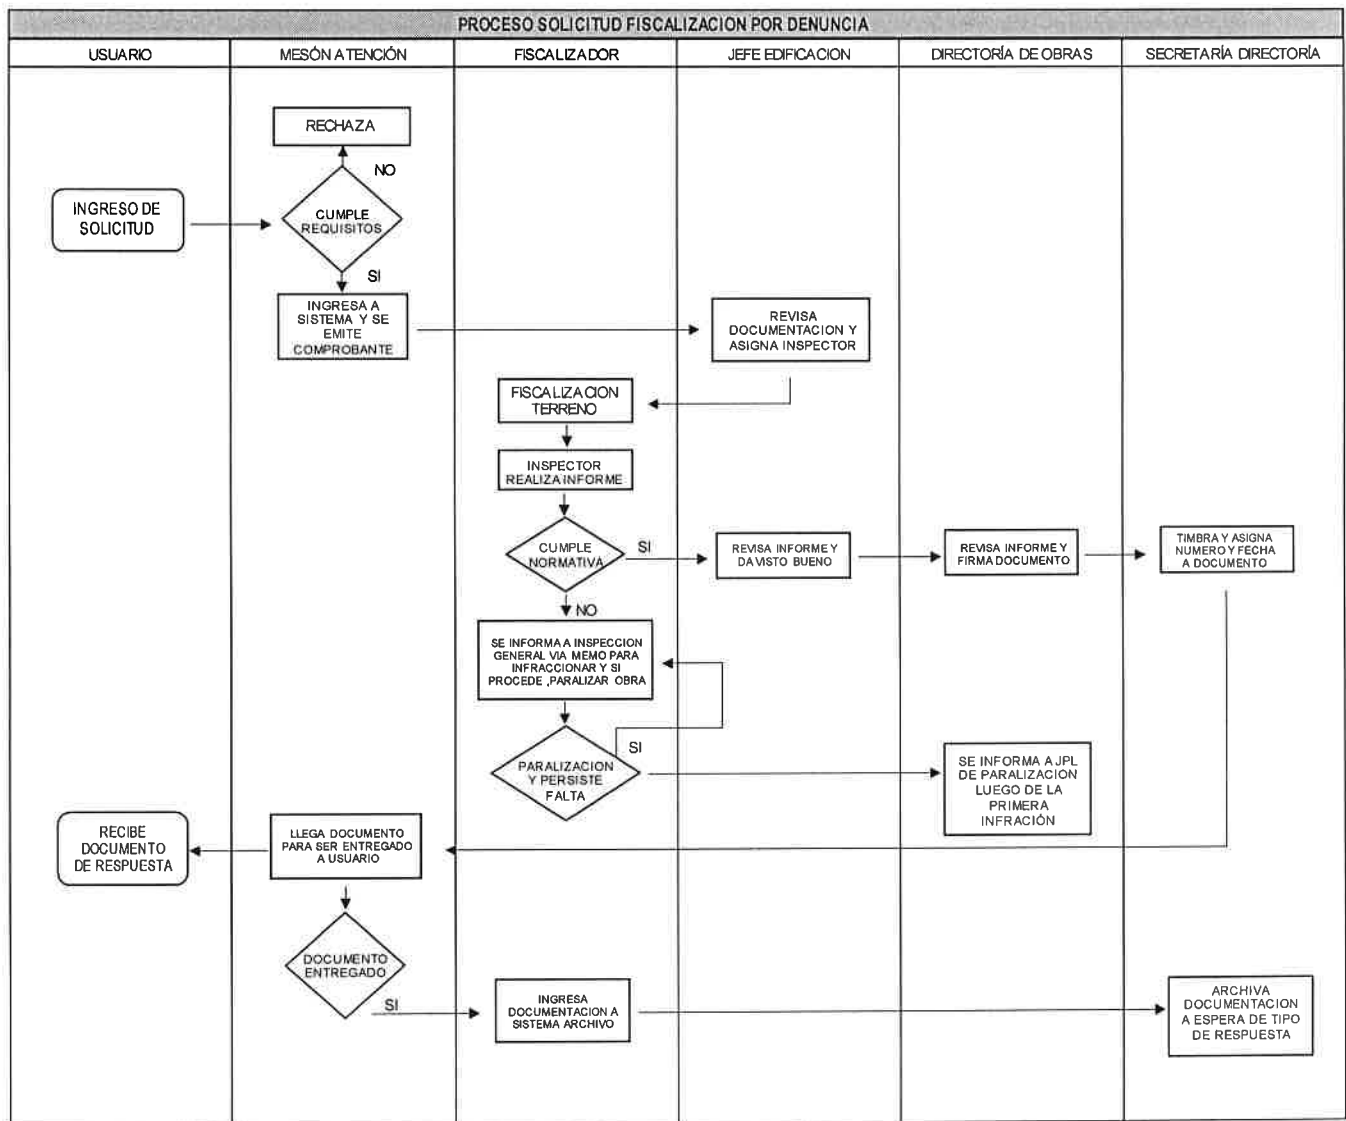 PROCESO SOLICITUD FISCALIZACION POR DENUNCIA
USUARIO
MESÓN ATENCIÓN
FISCALIZADOR
JEFE EDIFICACION
DIRECTORÍA DE OBRAS
SECRETARÍA DIRECTORÍA
RECHAZA
NO
INGRESO DE
SOLICITUD
CUMPLE
REQUISITOS
SI
INGRESA A
SISTEMA Y SE
EMITE
COMPROBANTE
REVISA
DOCUMENTACION Y
ASIGNA INSPECTOR
FISCALIZACION
TERRENO
INSPECTOR
REALIZA INFORME
CUMPLE
NORMATIVA
SI
REVISA INFORME Y
DA VISTO BUENO
REVISA INFORME Y
FIRMA DOCUMENTO
TIMBRA Y ASIGNA
NUMERO Y FECHA
A DOCUMENTO
NO
SE INFORMA A INSPECCION
GENERAL VIA MEMO PARA
INFRACCIONAR Y SI
PROCEDE ,PARALIZAR OBRA
SI
PARALIZACION
Y PERSISTE
FALTA
SE INFORMA A JPL
DE PARALIZACION
LUEGO DE LA
PRIMERA
INFRACIÓN
RECIBE
DOCUMENTO
DE RESPUESTA
LLEGA DOCUMENTO
PARA SER ENTREGADO
A USUARIO
DOCUMENTO
ENTREGADO
SI
INGRESA
DOCUMENTACION A
SISTEMA ARCHIVO
ARCHIVA
DOCUMENTACION
A ESPERA DE TIPO
DE RESPUESTA